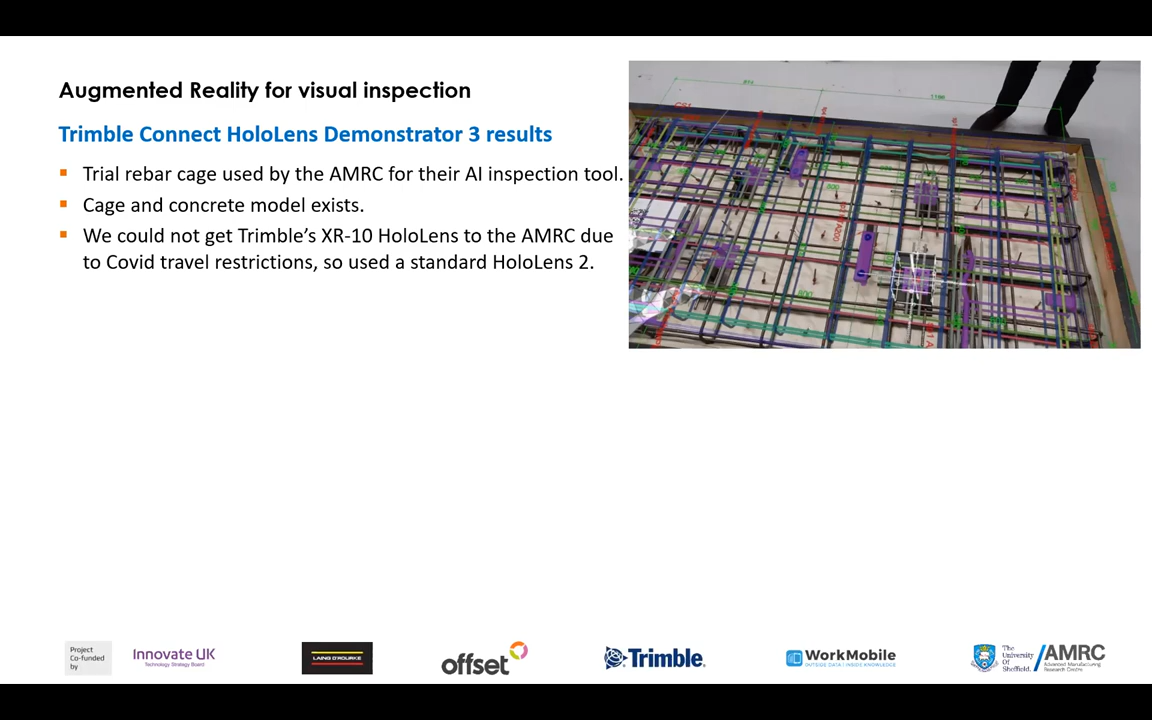 Augmented Reality for visual inspection
Trimble Connect HoloLens Demonstrator 3 results
Trial rebar cage used by the AMRC for their AI inspection tool.
Cage and concrete model exists.
We could not get Trimble’s XR-10 HoloLens to the AMRC due
to Covid travel restrictions, so used a standard HoloLens 2.
1186
800
600
Project
Co-funded
by
Innovate UK
Technology Strategy Board
LAING O'ROURKE
offset
Trimble
WorkMobile
OUTSIDE DATA | INSIDE KNOWLEDGE
The
University
Of
Sheffield.
AMRC
Advanced Manufacturing
Research Centre